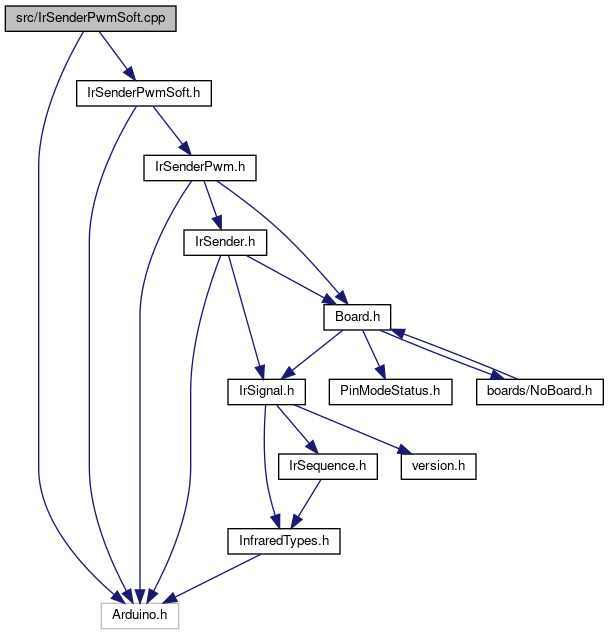 src/IrSenderPwmSoft.cpp
IrSenderPwmSoft.h
IrSenderPwm.h
IrSender.h
Board.h
IrSignal.h
PinModeStatus.h
boards/NoBoard.h
IrSequence.h
version.h
InfraredTypes.h
Arduino.h